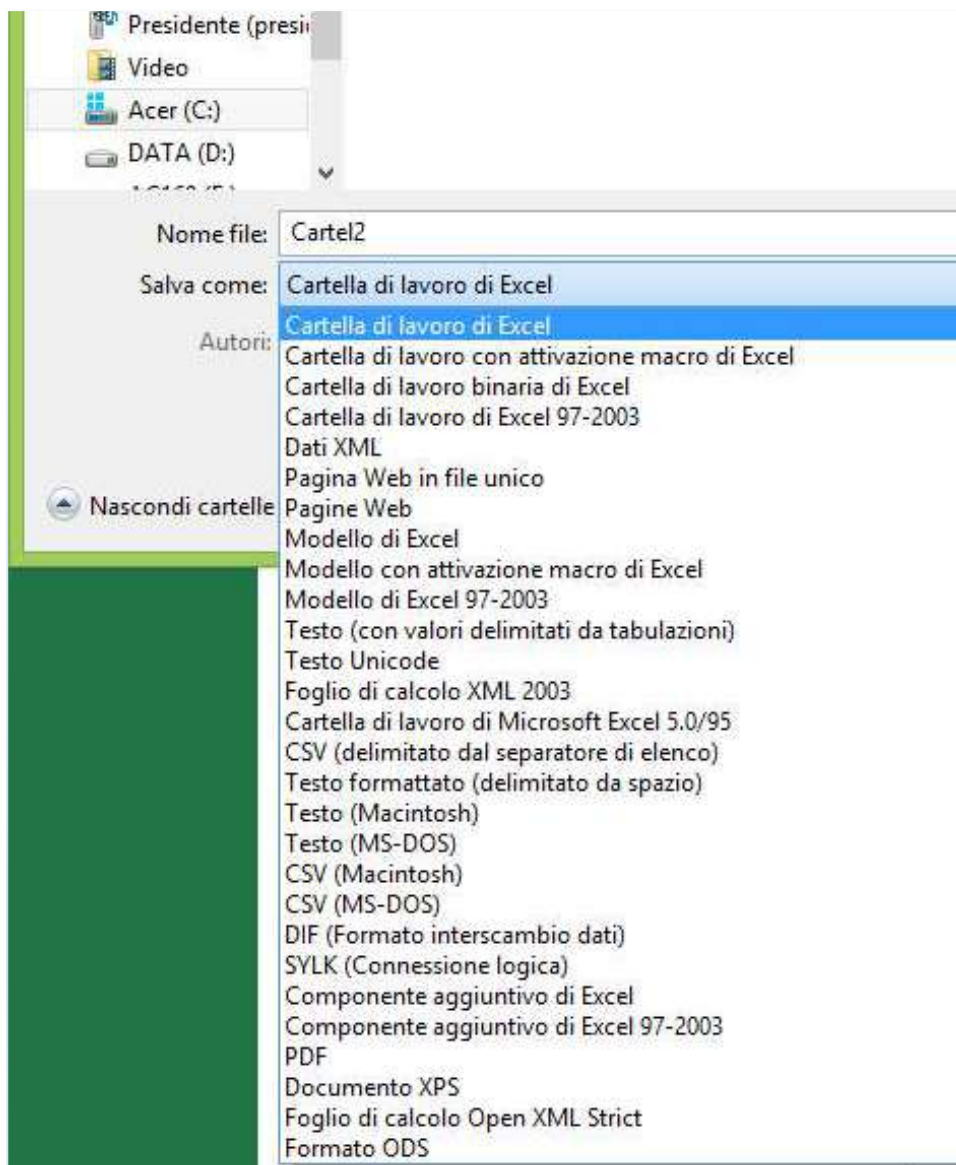 Presidente (presi
Video
Acer (C:)
DATA (D:)
Nome file: Cartel2
Salva come: Cartella di lavoro di Excel
Autori:
Cartella di lavoro di Excel
Cartella di lavoro con attivazione macro di Excel
Cartella di lavoro binaria di Excel
Cartella di lavoro di Excel 97-2003
Dati XML
Pagina Web in file unico
Nascondi cartelle
Pagine Web
Modello di Excel
Modello con attivazione macro di Excel
Modello di Excel 97-2003
Testo (con valori delimitati da tabulazioni)
Testo Unicode
Foglio di calcolo XML 2003
Cartella di lavoro di Microsoft Excel 5.0/95
CSV (delimitato dal separatore di elenco)
Testo formattato (delimitato da spazio)
Testo (Macintosh)
Testo (MS-DOS)
CSV (Macintosh)
CSV (MS-DOS)
DIF (Formato interscambio dati)
SYLK (Connessione logica)
Componente aggiuntivo di Excel
Componente aggiuntivo di Excel 97-2003
PDF
Documento XPS
Foglio di calcolo Open XML Strict
Formato ODS